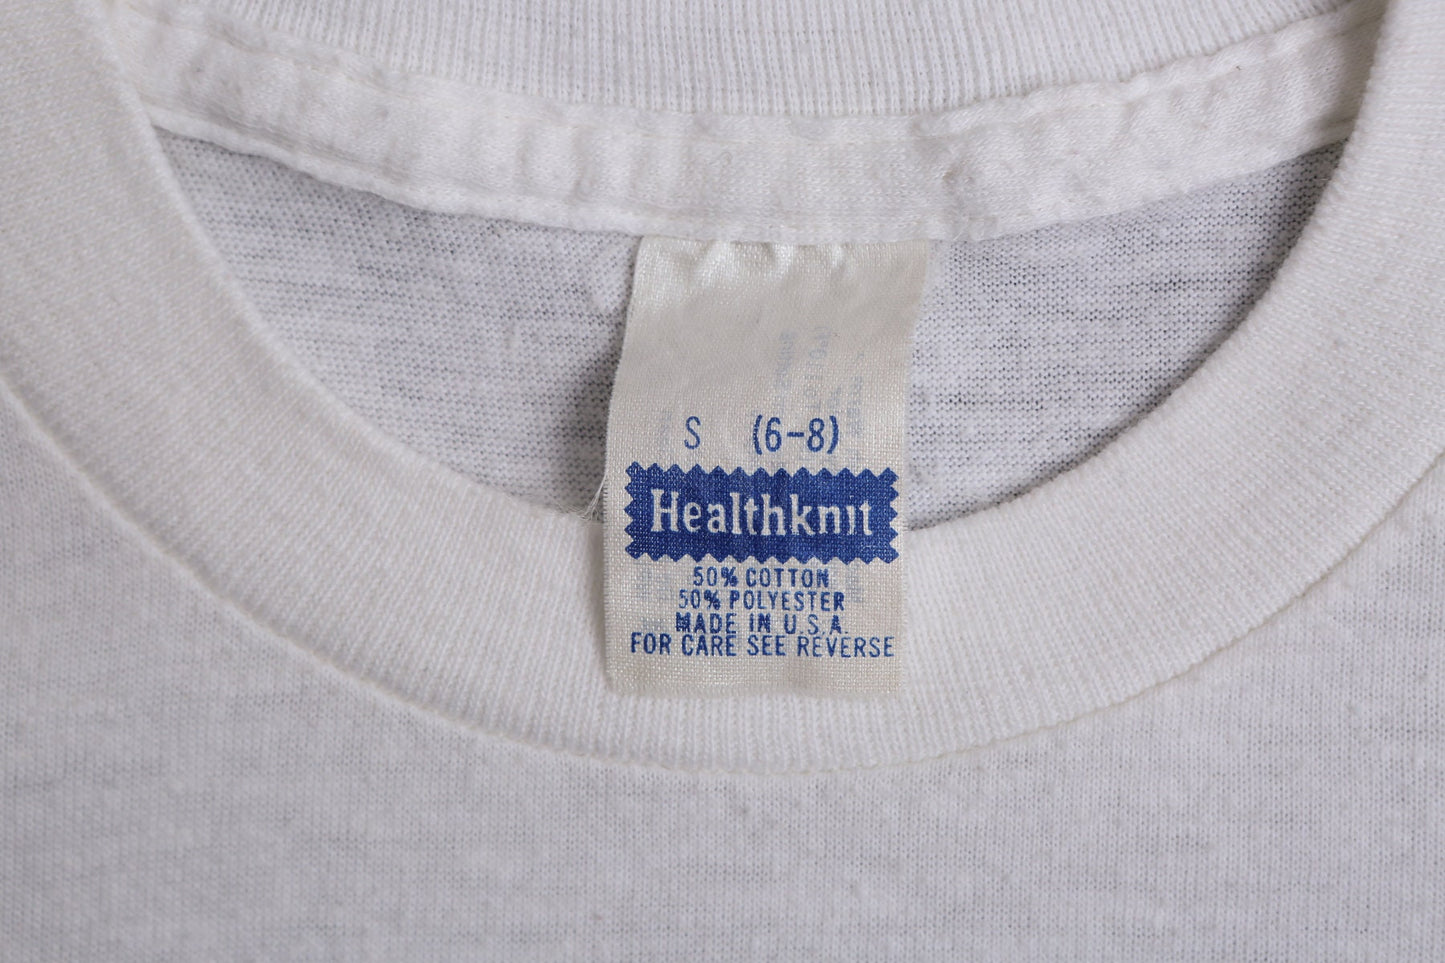 S (6-8)
Healthknit
50% COTTON
50% POLYESTER
MADE IN U.S.A.
FOR CARE SEE REVERSE